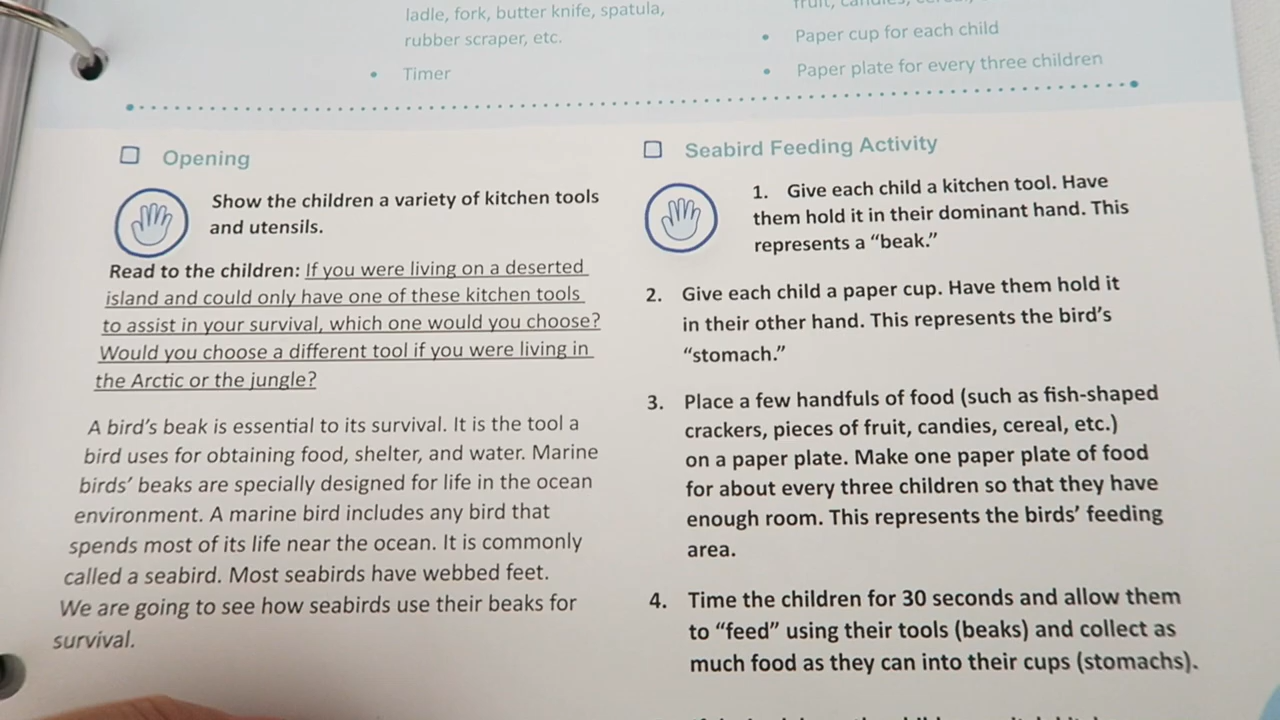 ladle, fork, butter knife, spatula,
rubber scraper, etc.
• Timer
• Paper cup for each child
• Paper plate for every three children
Opening
Show the children a variety of kitchen tools
and utensils.
Read to the children: If you were living on a deserted
island and could only have one of these kitchen tools
to assist in your survival, which one would you choose?
Would you choose a different tool if you were living in
the Arctic or the jungle?
A bird's beak is essential to its survival. It is the tool a
bird uses for obtaining food, shelter, and water. Marine
birds' beaks are specially designed for life in the ocean
environment. A marine bird includes any bird that
spends most of its life near the ocean. It is commonly
called a seabird. Most seabirds have webbed feet.
We are going to see how seabirds use their beaks for
survival.
Seabird Feeding Activity
1. Give each child a kitchen tool. Have
them hold it in their dominant hand. This
represents a “beak.”
2. Give each child a paper cup. Have them hold it
in their other hand. This represents the bird's
“stomach.”
3. Place a few handfuls of food (such as fish-shaped
crackers, pieces of fruit, candies, cereal, etc.)
on a paper plate. Make one paper plate of food
for about every three children so that they have
enough room. This represents the birds' feeding
area.
4. Time the children for 30 seconds and allow them
to “feed” using their tools (beaks) and collect as
much food as they can into their cups (stomachs).